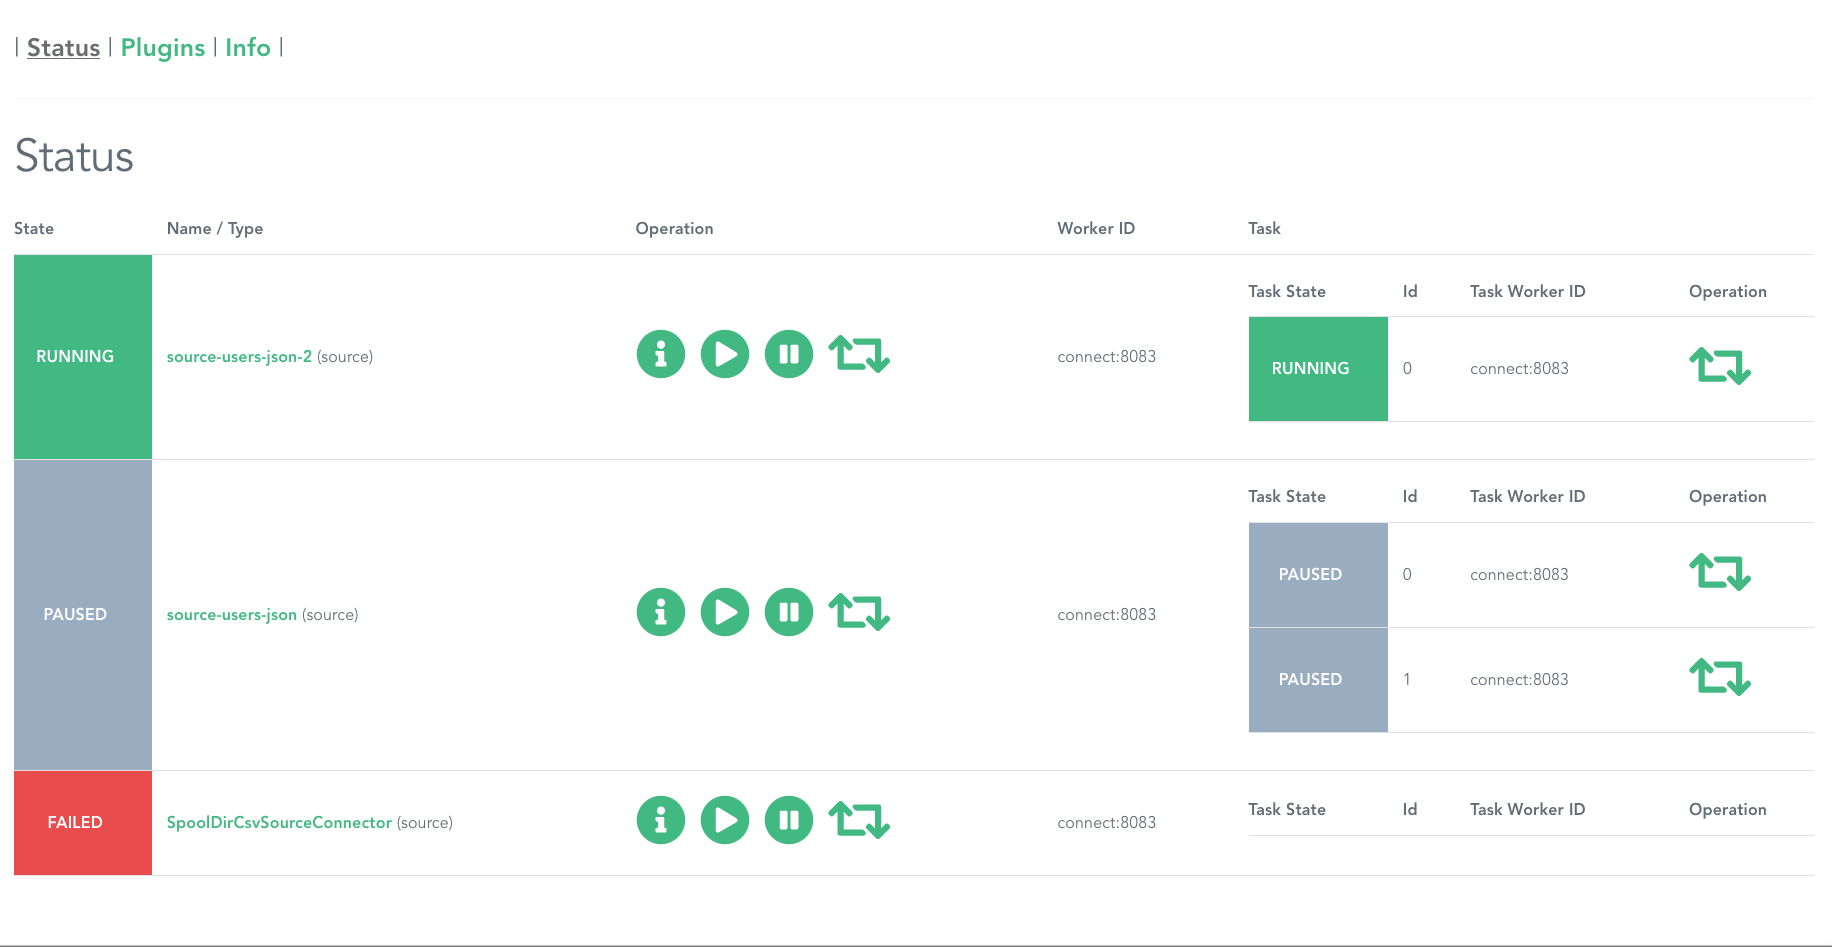 | Status | Plugins | Info |
Status
State Name / Type Operation Worker ID Task
Task State Id Task Worker ID Operation
RUNNING source-users-json-2 (source) connect:8083
RUNNING 0 connect:8083
Task State Id Task Worker ID Operation
PAUSED 0 connect:8083
PAUSED source-users-json (source) connect:8083
PAUSED 1 connect:8083
Task State Id Task Worker ID Operation
FAILED SpoolDirCsvSourceConnector (source) connect:8083